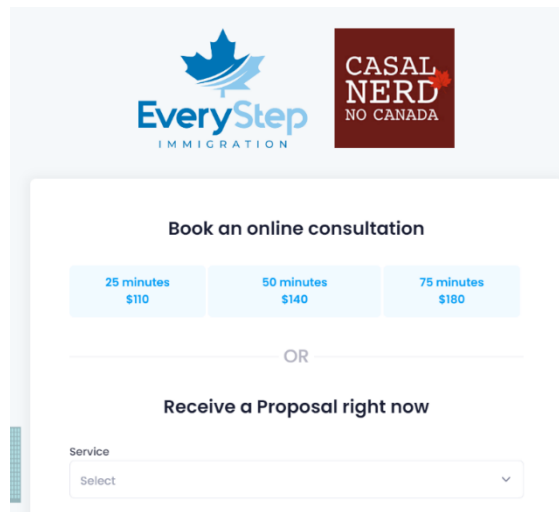 EveryStep
IMMIGRATION
CASAL
NERD
NO CANADA
Book an online consultation
25 minutes
$110
50 minutes
$140
75 minutes
$180
OR
Receive a Proposal right now
Service
Select